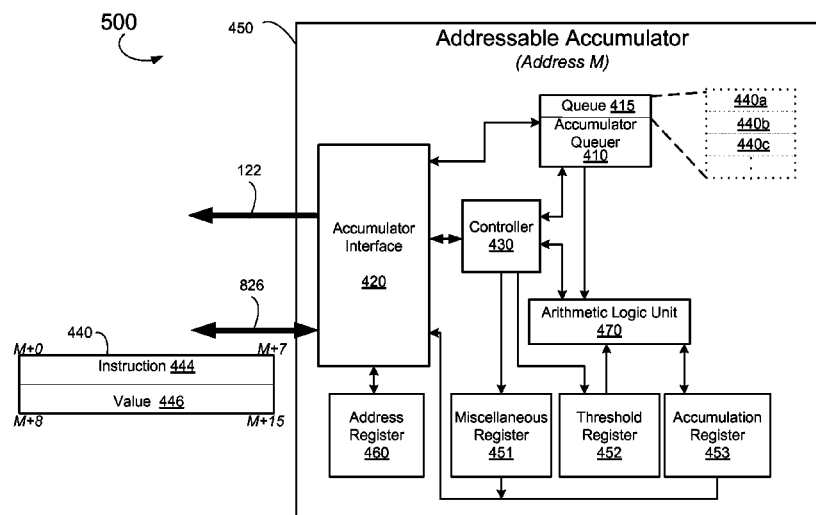 500
450
Addressable Accumulator
(Address M)
Queue 415
Accumulator
Queuer
410
440a
440b
440c
122
Accumulator
Interface
420
Controller
430
826
Arithmetic Logic Unit
470
440
M+0
M+7
Instruction 444
Value 446
M+8
M+15
Address
Register
460
Miscellaneous
Register
451
Threshold
Register
452
Accumulation
Register
453